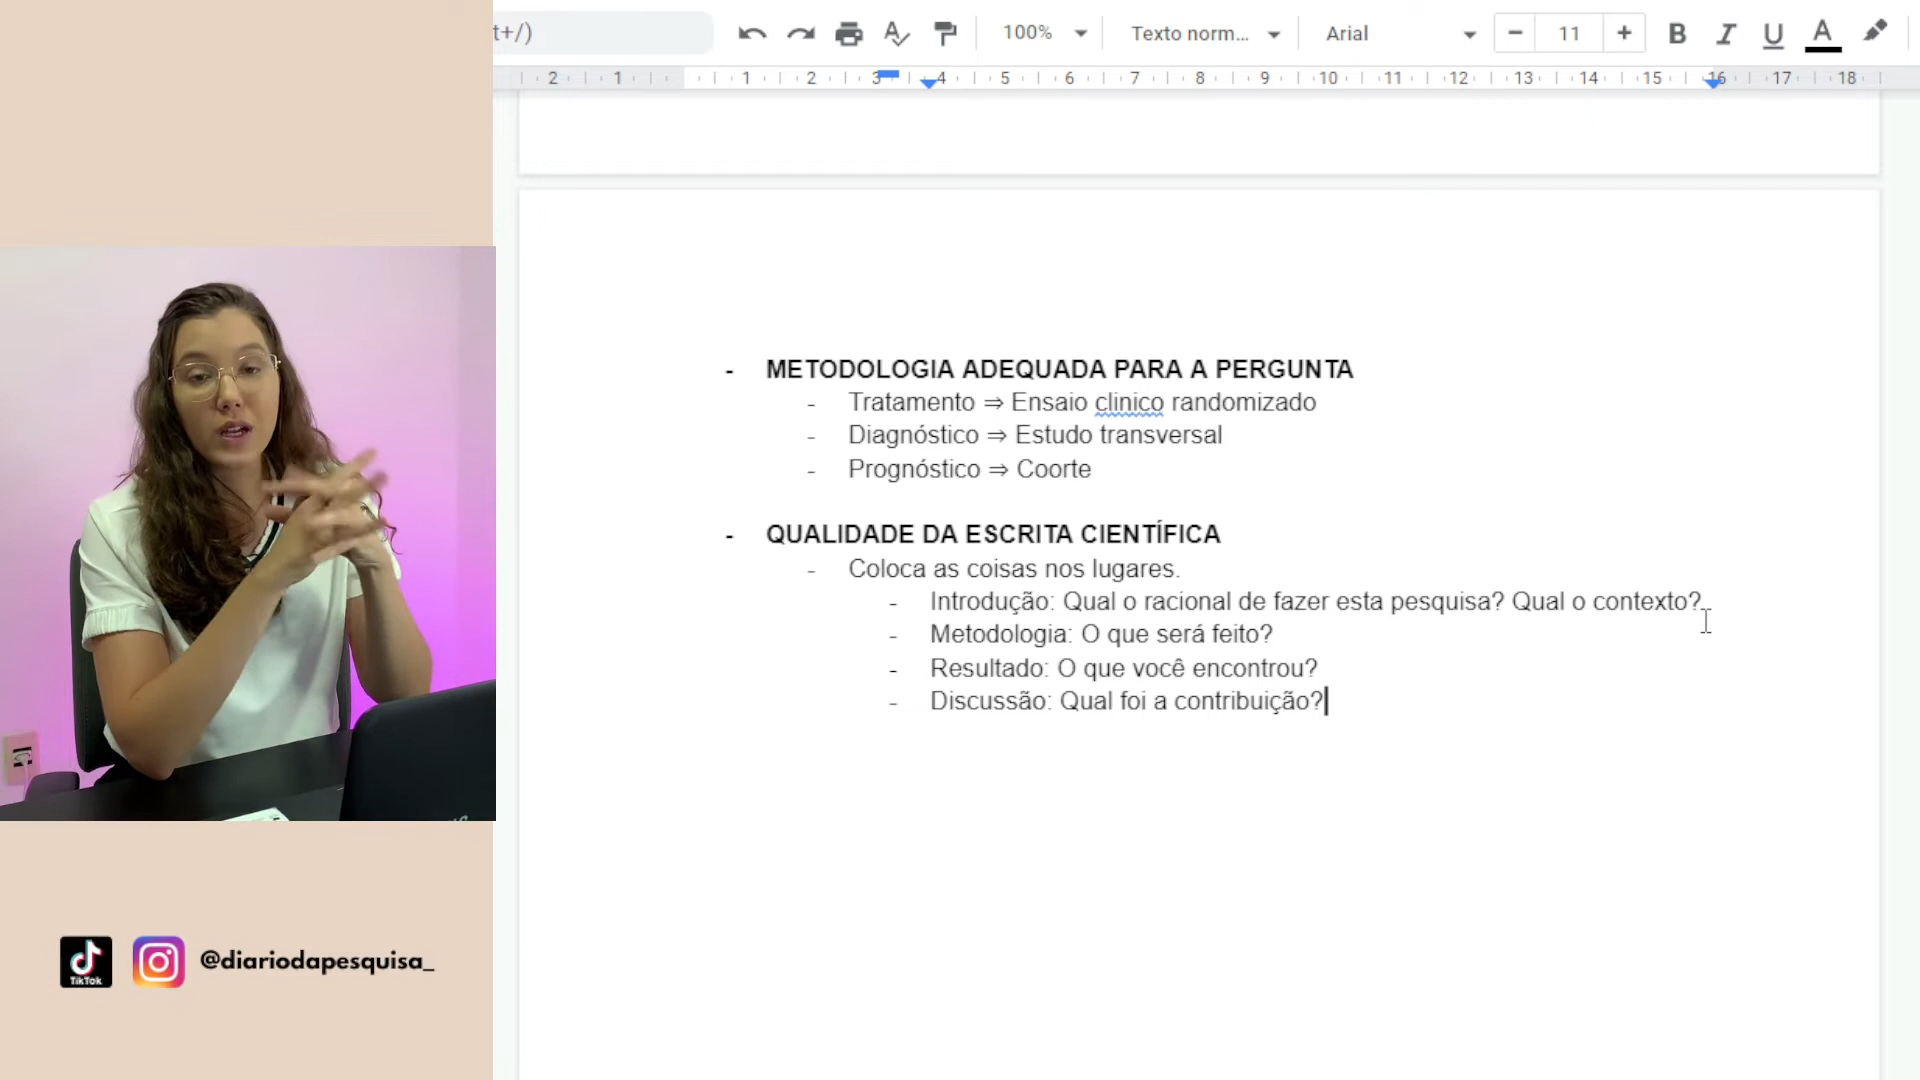 t+/)
100%
Texto norm...
Arial
11
B I U A
2 1 1 2 3 4 5 6 7 8 9 10 11 12 13 14 15 16 17 18
- METODOLOGIA ADEQUADA PARA A PERGUNTA
- Tratamento ⇒ Ensaio clinico randomizado
- Diagnóstico ⇒ Estudo transversal
- Prognóstico ⇒ Coorte
- QUALIDADE DA ESCRITA CIENTÍFICA
- Coloca as coisas nos lugares.
- Introdução: Qual o racional de fazer esta pesquisa? Qual o contexto?
- Metodologia: O que será feito?
- Resultado: O que você encontrou?
- Discussão: Qual foi a contribuição?
TikTok
@diariodapesquisa_